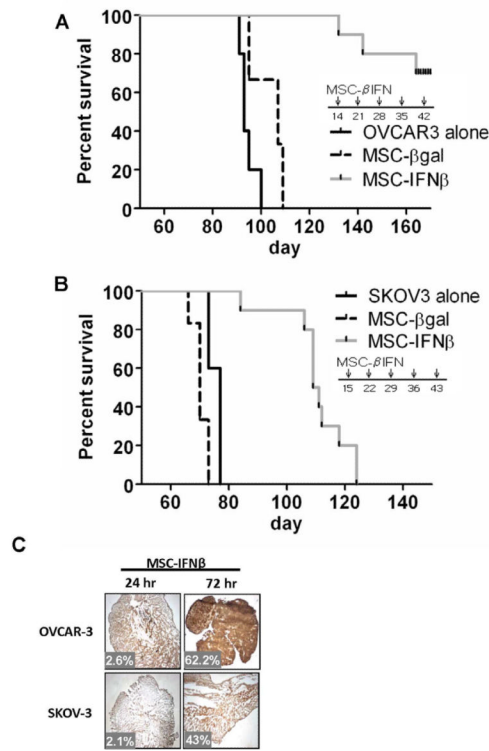 A
Percent survival
100
80
60
40
20
0
MSC-βIFN
14 21 28 35 42
OVCAR3 alone
MSC-βgal
MSC-IFNβ
60 80 100 120 140 160
day
B
Percent survival
100
80
60
40
20
0
SKOV3 alone
MSC-βgal
MSC-IFNβ
MSC-βIFN
15 22 29 36 43
60 80 100 120 140
day
C
MSC-IFNβ
24 hr 72 hr
OVCAR-3
2.6% 62.2%
SKOV-3
2.1% 43%